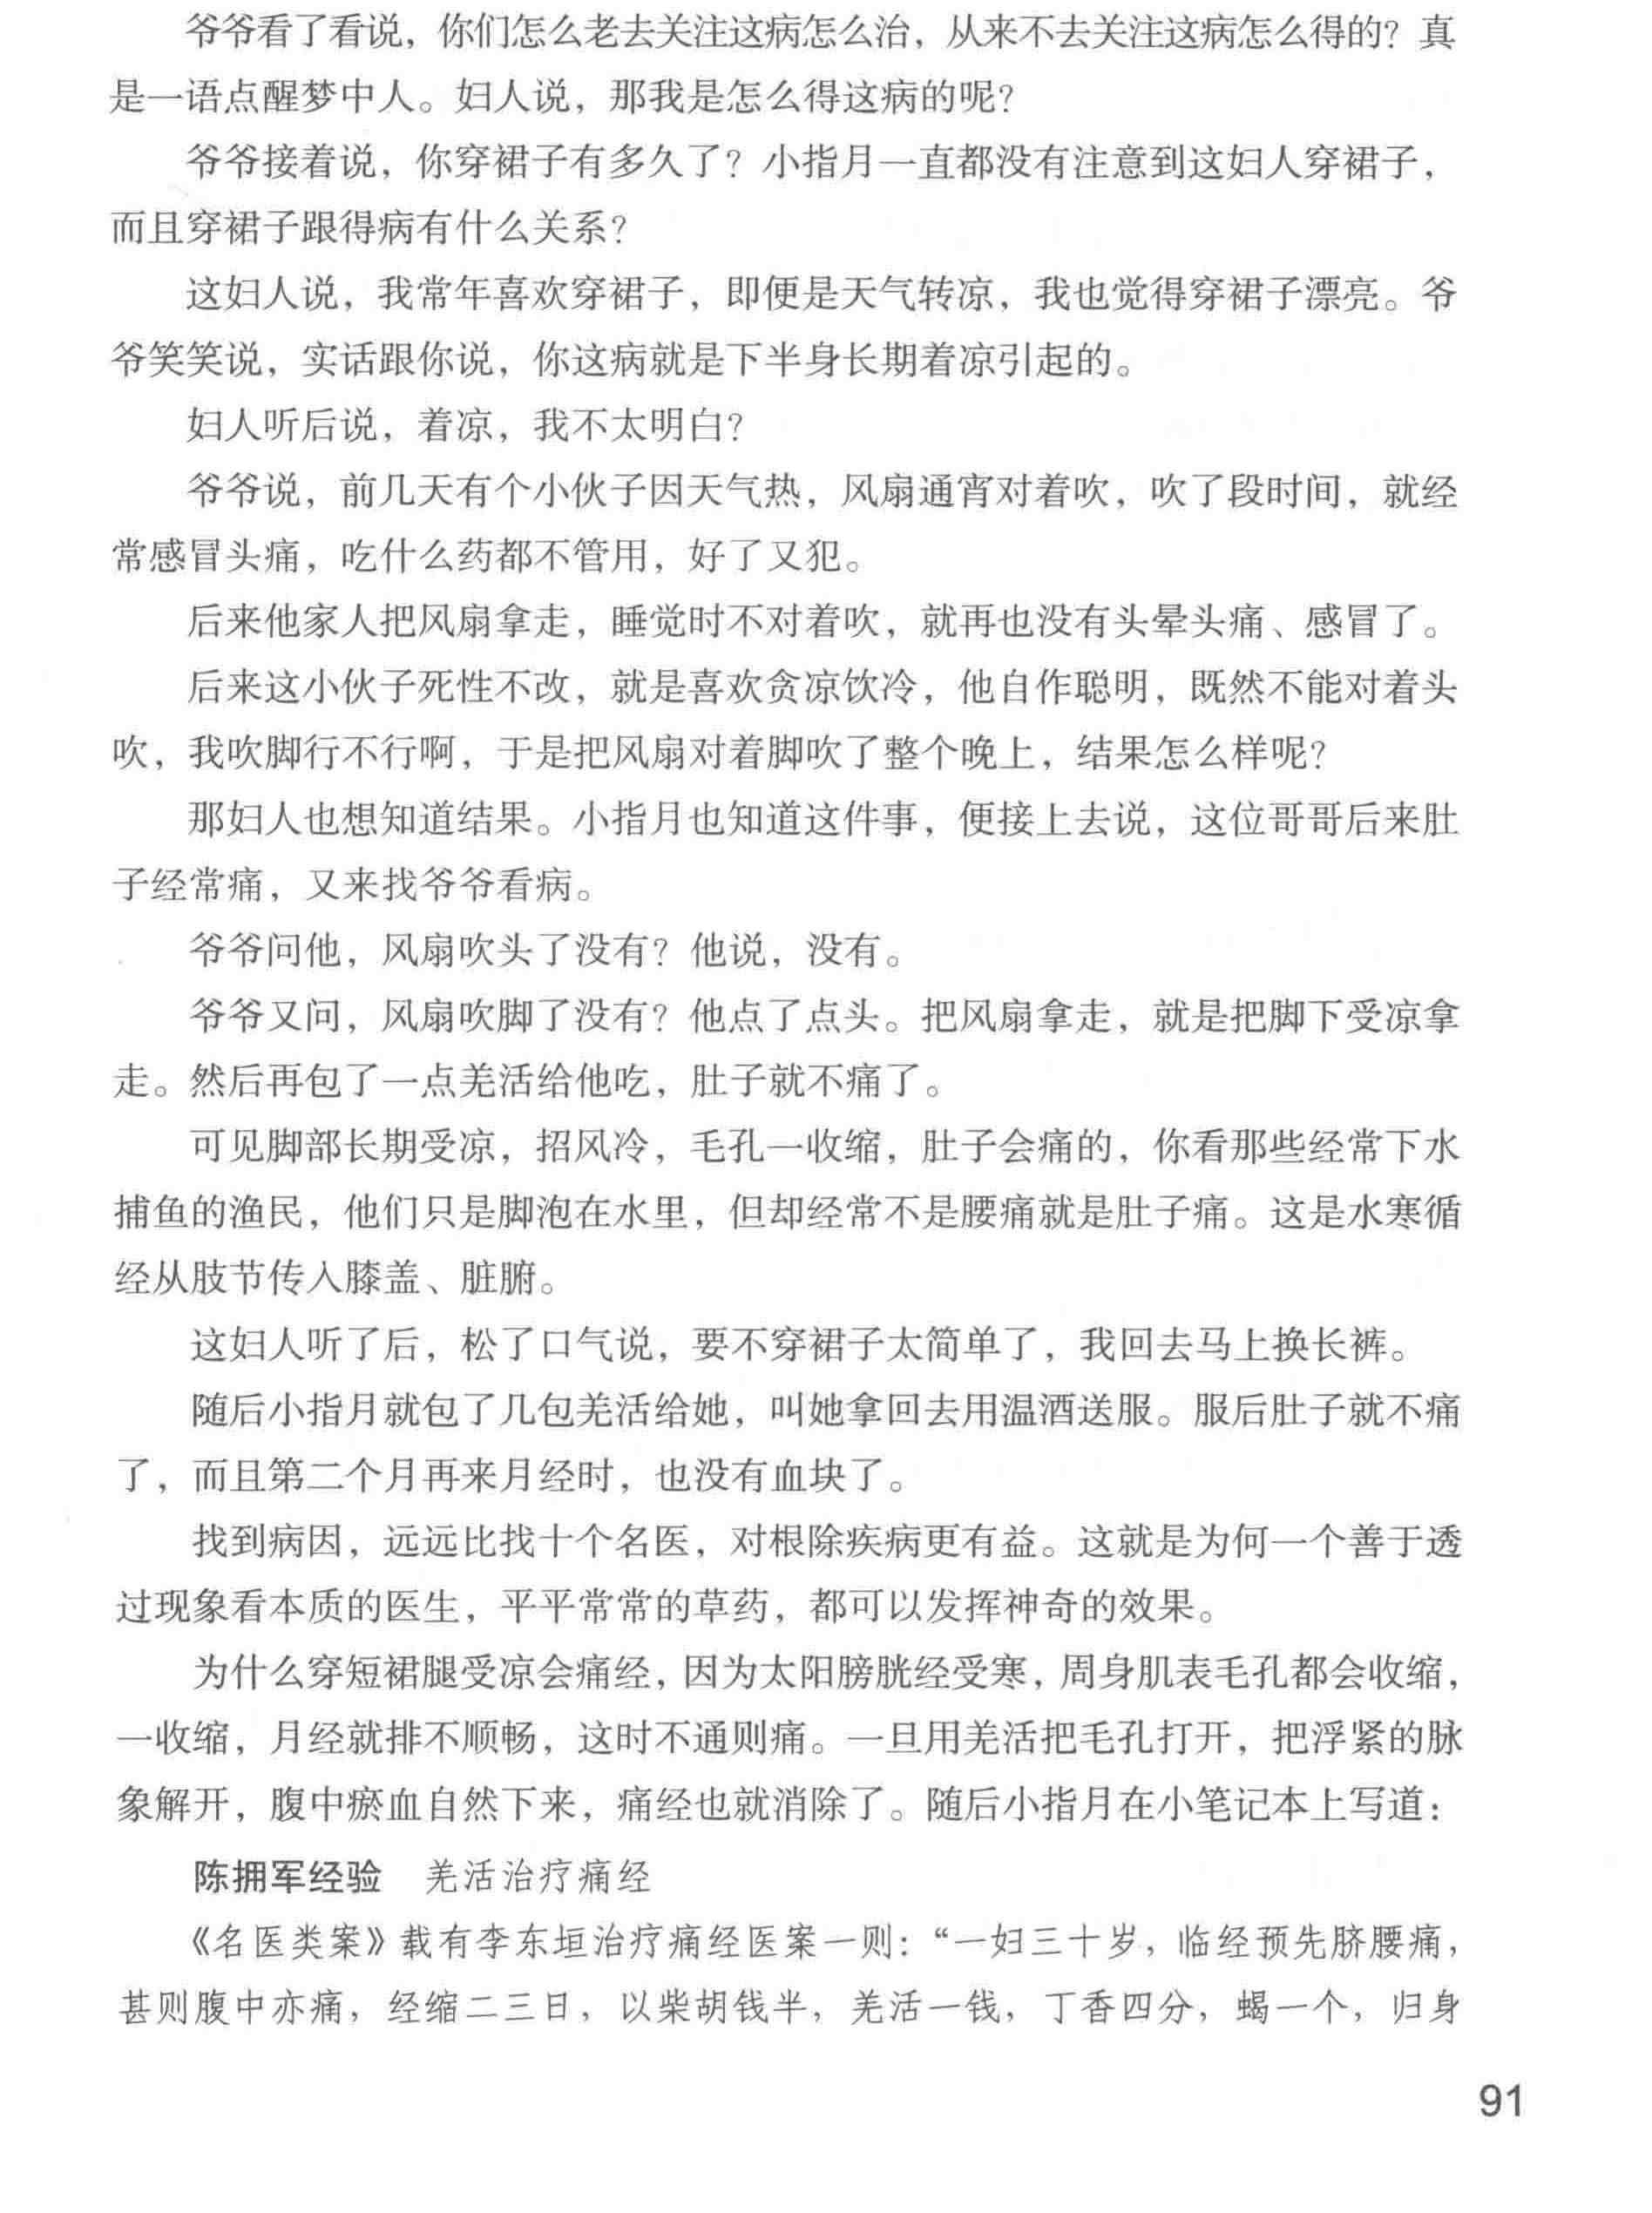 爷爷看了看说，你们怎么老去关注这病怎么治，从来不去关注这病怎么得的？真
是一语点醒梦中人。妇人说，那我是怎么得这病的呢？
爷爷接着说，你穿裙子有多久了？小指月一直都没有注意到这妇人穿裙子，
而且穿裙子跟得病有什么关系？
这妇人说，我常年喜欢穿裙子，即便是天气转凉，我也觉得穿裙子漂亮。爷
爷笑笑说，实话跟你说，你这病就是下半身长期着凉引起的。
妇人听后说，着凉，我不太明白？
爷爷说，前几天有个小伙子因天气热，风扇通宵对着吹，吹了段时间，就经
常感冒头痛，吃什么药都不管用，好了又犯。
后来他家人把风扇拿走，睡觉时不对着吹，就再也没有头晕头痛、感冒了。
后来这小伙子死性不改，就是喜欢贪凉饮冷，他自作聪明，既然不能对着头
吹，我吹脚行不行啊，于是把风扇对着脚吹了整个晚上，结果怎么样呢？
那妇人也想知道结果。小指月也知道这件事，便接上去说，这位哥哥后来肚
子经常痛，又来找爷爷看病。
爷爷问他，风扇吹头了没有？他说，没有。
爷爷又问，风扇吹脚了没有？他点了点头。把风扇拿走，就是把脚下受凉拿
走。然后再包了一点羌活给他吃，肚子就不痛了。
可见脚部长期受凉，招风冷，毛孔一收缩，肚子会痛的，你看那些经常下水
捕鱼的渔民，他们只是脚泡在水里，但却经常不是腰痛就是肚子痛。这是水寒循
经从肢节传入膝盖、脏腑。
这妇人听了后，松了口气说，要不穿裙子太简单了，我回去马上换长裤。
随后小指月就包了几包羌活给她，叫她拿回去用温酒送服。服后肚子就不痛
了，而且第二个月再来月经时，也没有血块了。
找到病因，远远比找十个名医，对根除疾病更有益。这就是为何一个善于透
过现象看本质的医生，平平常常的草药，都可以发挥神奇的效果。
为什么穿短裙腿受凉会痛经，因为太阳膀胱经受寒，周身肌表毛孔都会收缩，
一收缩，月经就排不顺畅，这时不通则痛。一旦用羌活把毛孔打开，把浮紧的脉
象解开，腹中瘀血自然下来，痛经也就消除了。随后小指月在小笔记本上写道：
陈拥军经验　羌活治疗痛经
《名医类案》载有李东垣治疗痛经医案一则：“一妇三十岁，临经预先脐腰痛，
甚则腹中亦痛，经缩二三日，以柴胡钱半，羌活一钱，丁香四分，蝎一个，归身
91